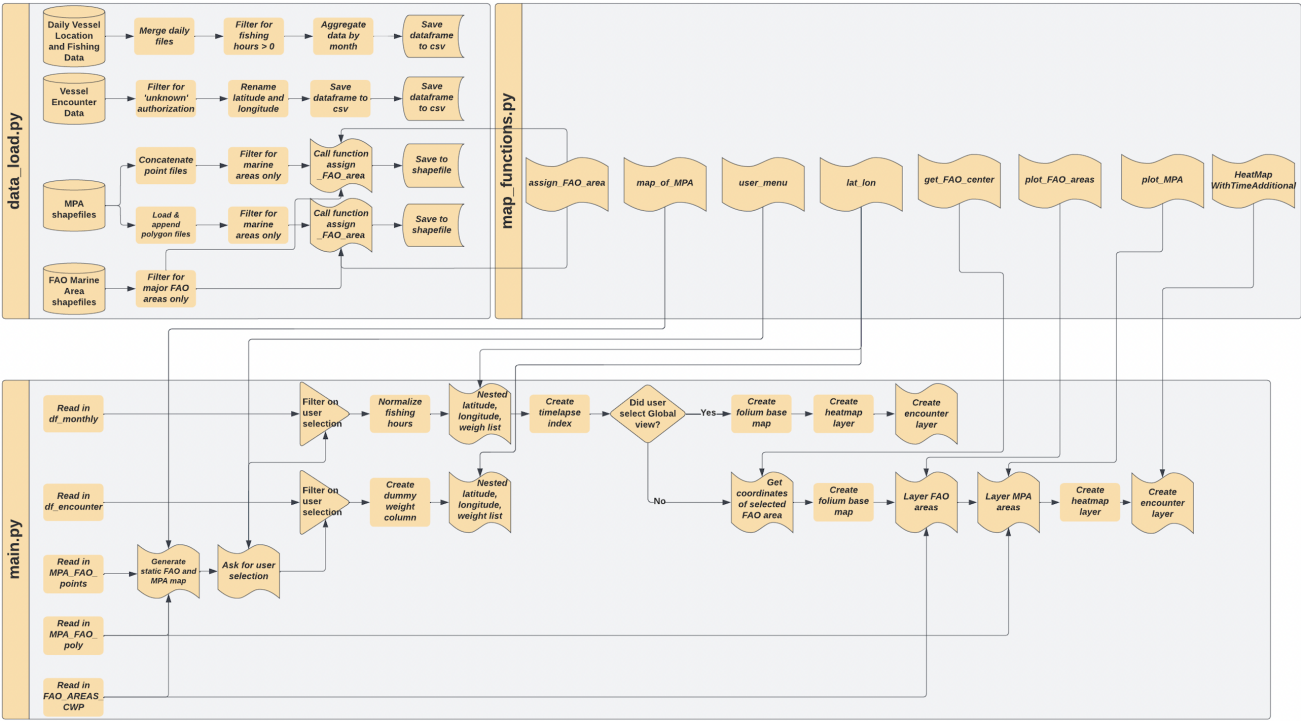 data_load.py
Daily Vessel
Location
and Fishing
Data
Merge daily
files
Filter for
fishing
hours > 0
Aggregate
data by
month
Save
dataframe
to csv
Vessel
Encounter
Data
Filter for
'unknown'
authorization
Rename
latitude and
longitude
Save
dataframe to
csv
Save
dataframe
to csv
MPA
shapefiles
Concatenate
point files
Filter for
marine
areas only
Call function
assign
_FAO_area
Save to
shapefile
Load &
append
polygon files
Filter for
marine
areas only
Call function
assign
_FAO_area
Save to
shapefile
FAO Marine
Area
shapefiles
Filter for
major FAO
areas only
map_functions.py
assign_FAO_area
map_of_MPA
user_menu
lat_lon
get_FAO_center
plot_FAO_areas
plot_MPA
HeatMap
WithTimeAdditional
main.py
Read in
df_monthly
Filter on
user
selection
Normalize
fishing
hours
Nested
latitude,
longitude,
weigh list
Create
timelapse
index
Did user
select Global
view?
Yes
Create
folium base
map
Create
heatmap
layer
Create
encounter
layer
Read in
df_encounter
Filter on
user
selection
Create
dummy
weight
column
Nested
latitude,
longitude,
weight list
No
Get
coordinates
of selected
FAO area
Create
folium base
map
Layer FAO
areas
Layer MPA
areas
Create
heatmap
layer
Create
encounter
layer
Read in
MPA_FAO_
points
Generate
static FAO and
MPA map
Ask for user
selection
Read in
MPA_FAO_
poly
Read in
FAO_AREAS_
CWP